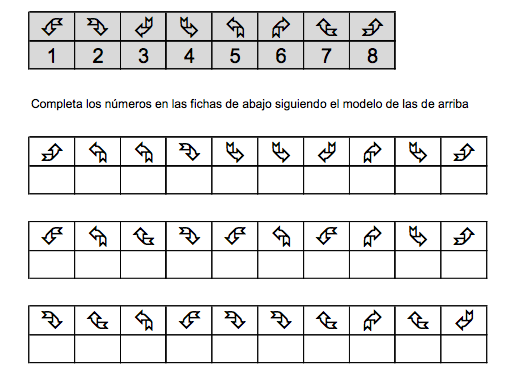 1 2 3 4 5 6 7 8
Completa los números en las fichas de abajo siguiendo el modelo de las de arriba